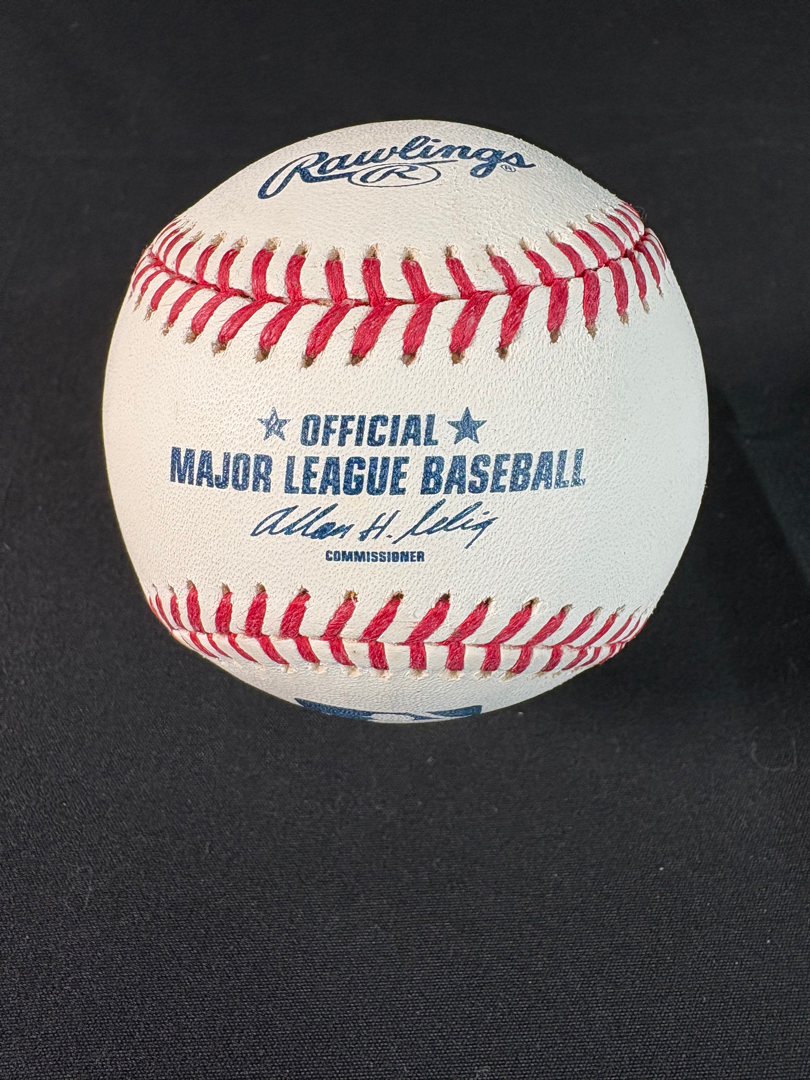 Rawlings ®
R
★ OFFICIAL ★
MAJOR LEAGUE BASEBALL
Allan H. Selig
COMMISSIONER